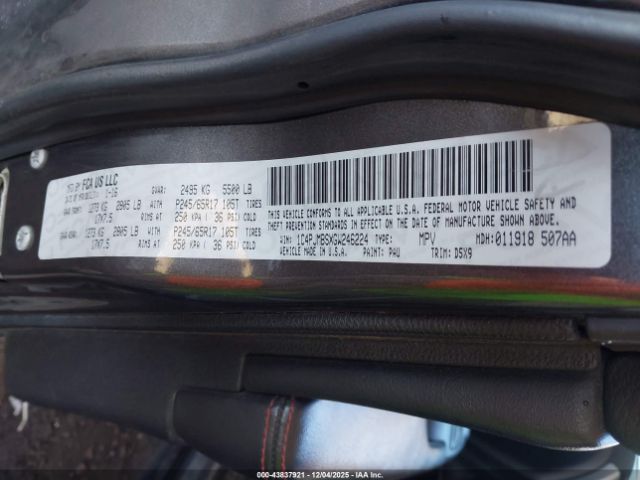 MFD BY FCA US LLC
GVWR: 2495 KG 5500 LB
1273 KG 2805 LB WITH P245/65R17 105T TIRES
17X7.5 RIMS AT 250 KPA ( 36 PSI) COLD
1273 KG 2805 LB WITH P245/65R17 105T TIRES
17X7.5 RIMS AT 250 KPA ( 36 PSI) COLD
THIS VEHICLE CONFORMS TO ALL APPLICABLE U.S.A. FEDERAL MOTOR VEHICLE SAFETY AND
THEFT PREVENTION STANDARDS IN EFFECT ON THE DATE OF MANUFACTURE SHOWN ABOVE.
VIN: 1C4PJMBSXGW246224 TYPE: MPV MDH: 011918 507AA
VEHICLE MADE IN U.S.A. PAINT: PAU TRIM: D5X9
000-43837921 - 12/04/2025 - IAA Inc.